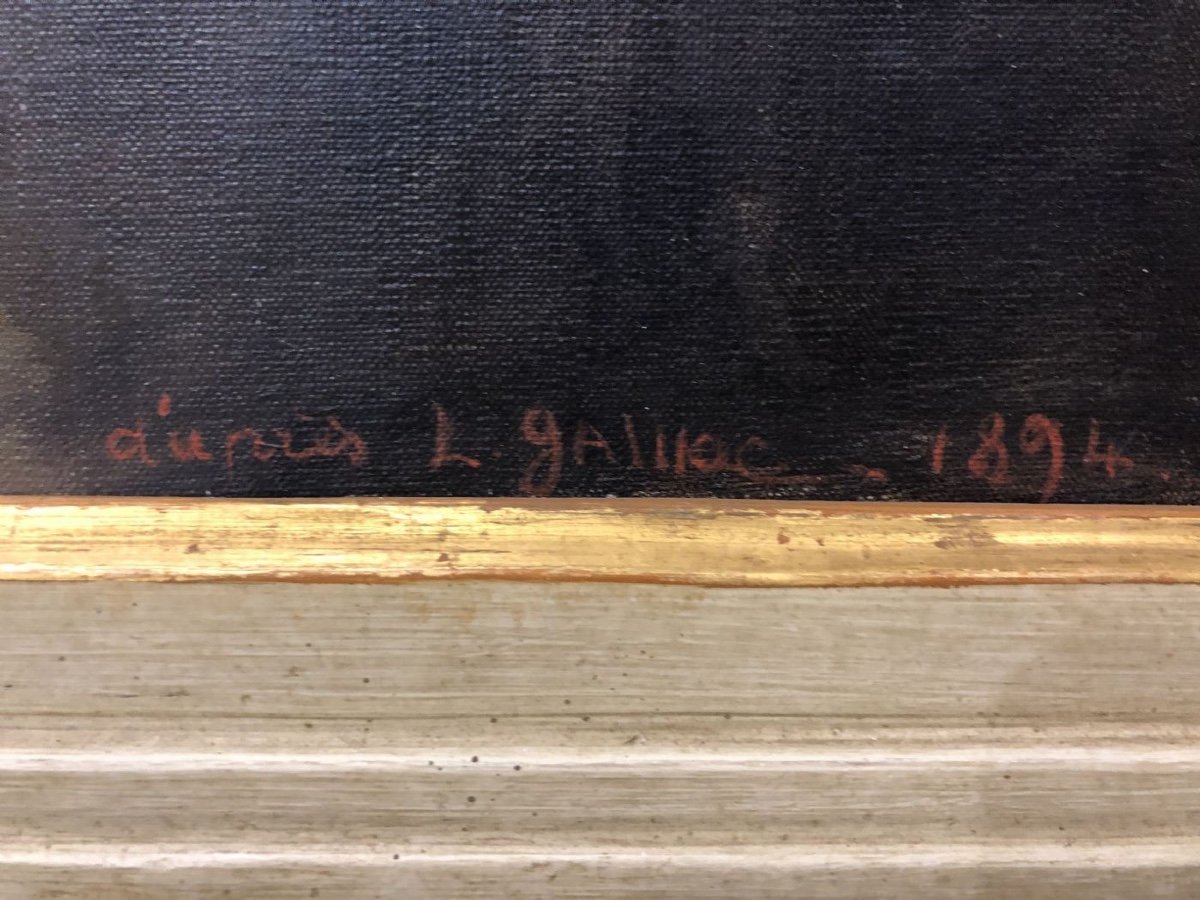 d'après L. gAlliac - 1894.